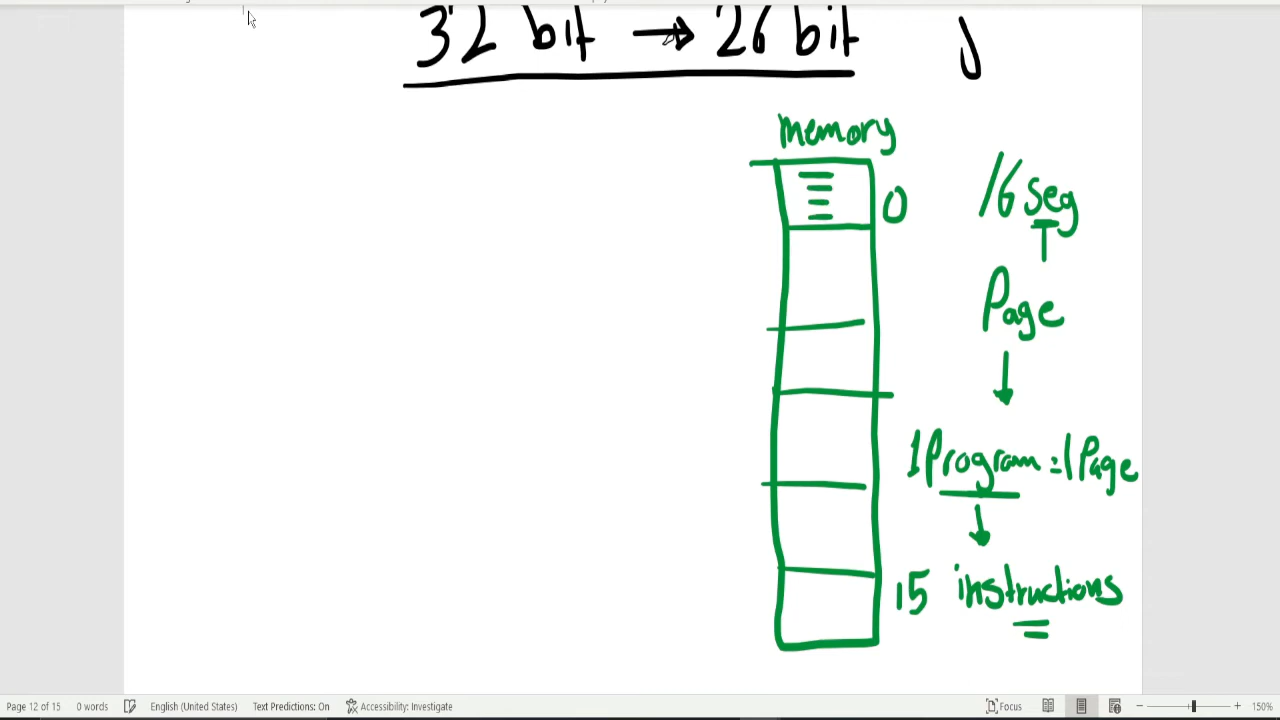 32 bit → 26 bit J
memory
0
16 seg
Page
1 Program = 1 Page
15 instructions
Page 12 of 15 0 words English (United States) Text Predictions: On Accessibility: Investigate Focus 150%